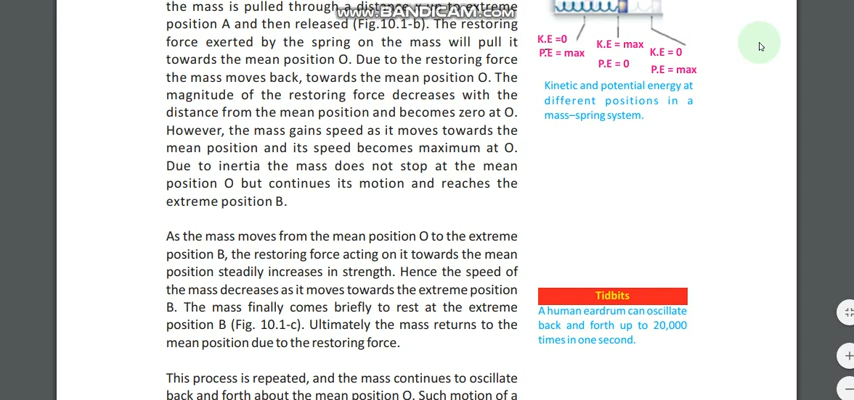 the mass is pulled through a distance x up to extreme
www.BANDICAM.COM
position A and then released (Fig.10.1-b). The restoring
force exerted by the spring on the mass will pull it
towards the mean position O. Due to the restoring force
the mass moves back, towards the mean position O. The
magnitude of the restoring force decreases with the
distance from the mean position and becomes zero at O.
However, the mass gains speed as it moves towards the
mean position and its speed becomes maximum at O.
Due to inertia the mass does not stop at the mean
position O but continues its motion and reaches the
extreme position B.
As the mass moves from the mean position O to the extreme
position B, the restoring force acting on it towards the mean
position steadily increases in strength. Hence the speed of
the mass decreases as it moves towards the extreme position
B. The mass finally comes briefly to rest at the extreme
position B (Fig. 10.1-c). Ultimately the mass returns to the
mean position due to the restoring force.
This process is repeated, and the mass continues to oscillate
back and forth about the mean position O. Such motion of a
K.E =0
P.E = max
K.E = max
P.E = 0
K.E = 0
P.E = max
Kinetic and potential energy at
different positions in a
mass–spring system.
Tidbits
A human eardrum can oscillate
back and forth up to 20,000
times in one second.